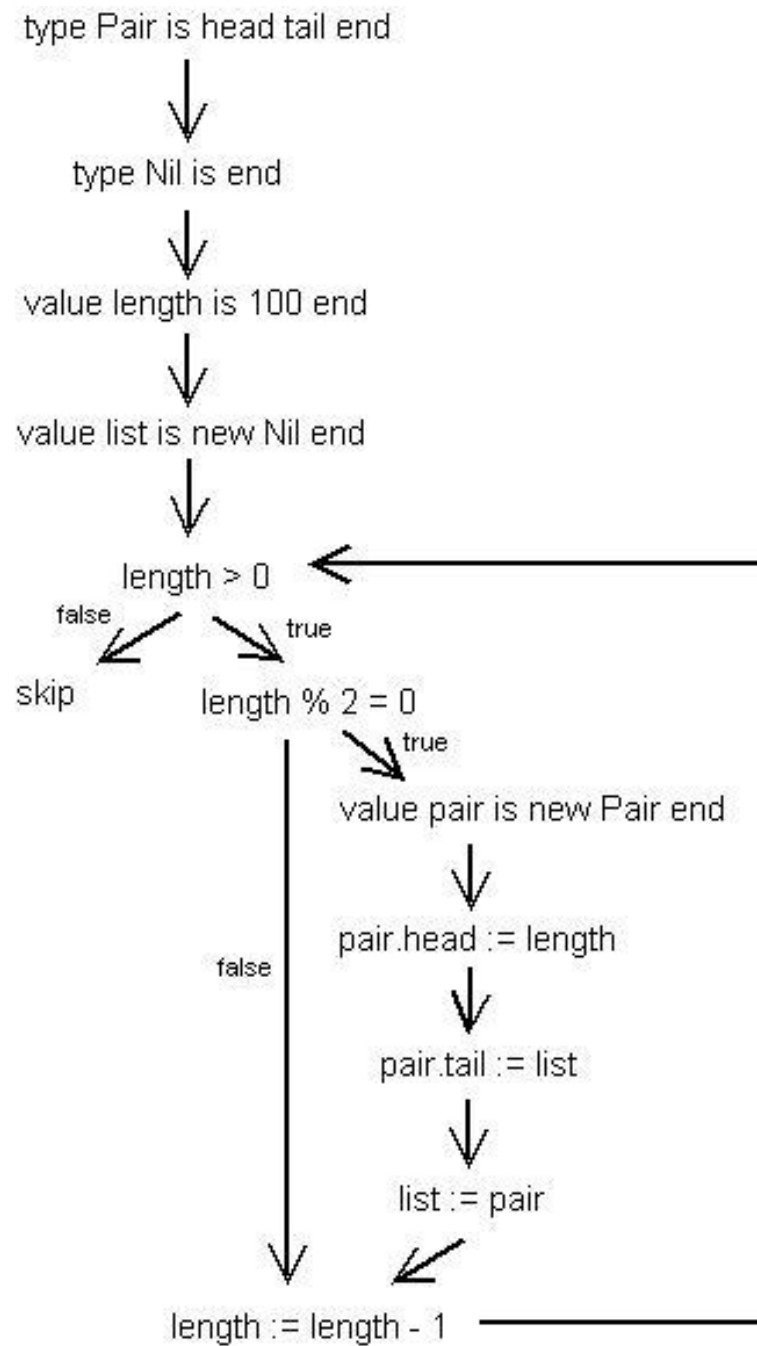 type Pair is head tail end
type Nil is end
value length is 100 end
value list is new Nil end
length > 0
false
true
skip
length % 2 = 0
true
value pair is new Pair end
pair.head := length
false
pair.tail := list
list := pair
length := length - 1